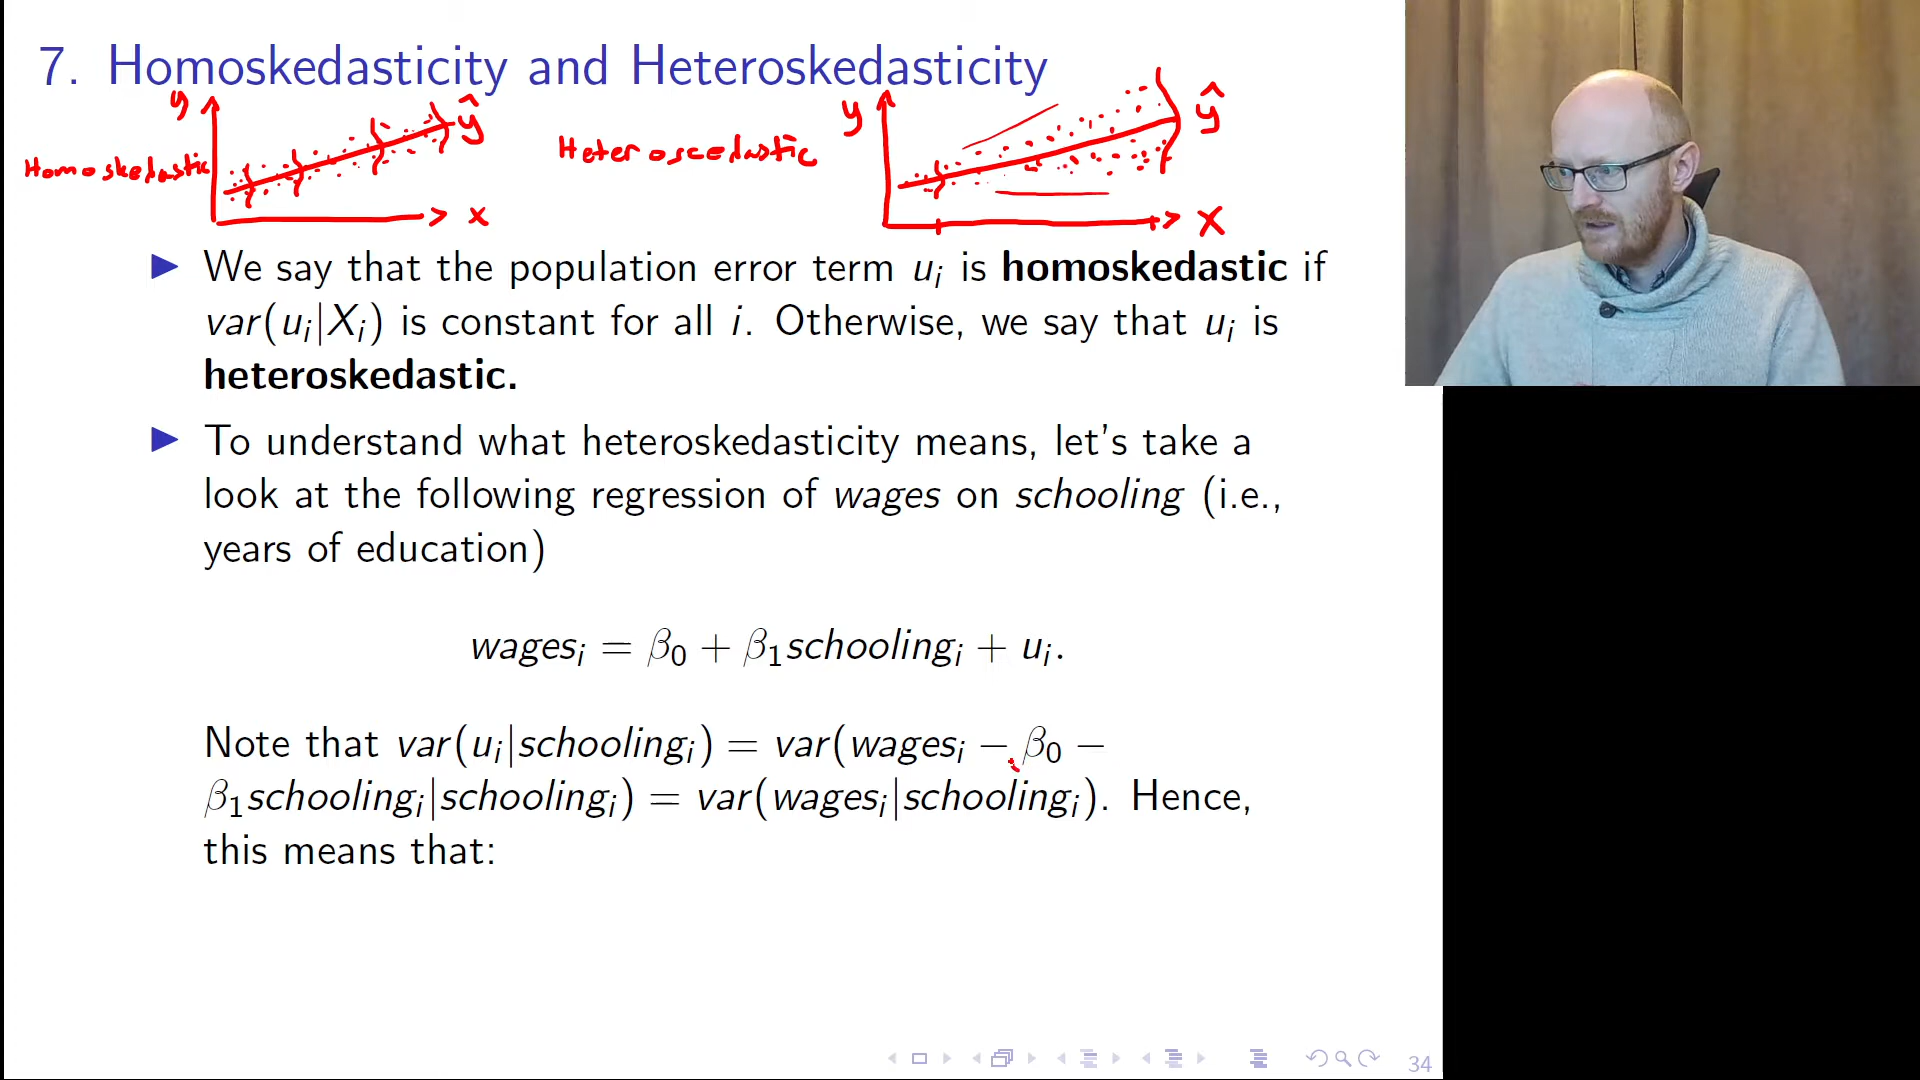 7. Homoskedasticity and Heteroskedasticity
y
ŷ
Homoskedastic
x
Heteroscedastic
y
ŷ
x
▶ We say that the population error term uᵢ is homoskedastic if
var(uᵢ|Xᵢ) is constant for all i. Otherwise, we say that uᵢ is
heteroskedastic.
▶ To understand what heteroskedasticity means, let's take a
look at the following regression of wages on schooling (i.e.,
years of education)
wagesᵢ = β₀ + β₁schoolingᵢ + uᵢ.
Note that var(uᵢ|schoolingᵢ) = var(wagesᵢ − β₀ −
β₁schoolingᵢ|schoolingᵢ) = var(wagesᵢ|schoolingᵢ). Hence,
this means that:
34